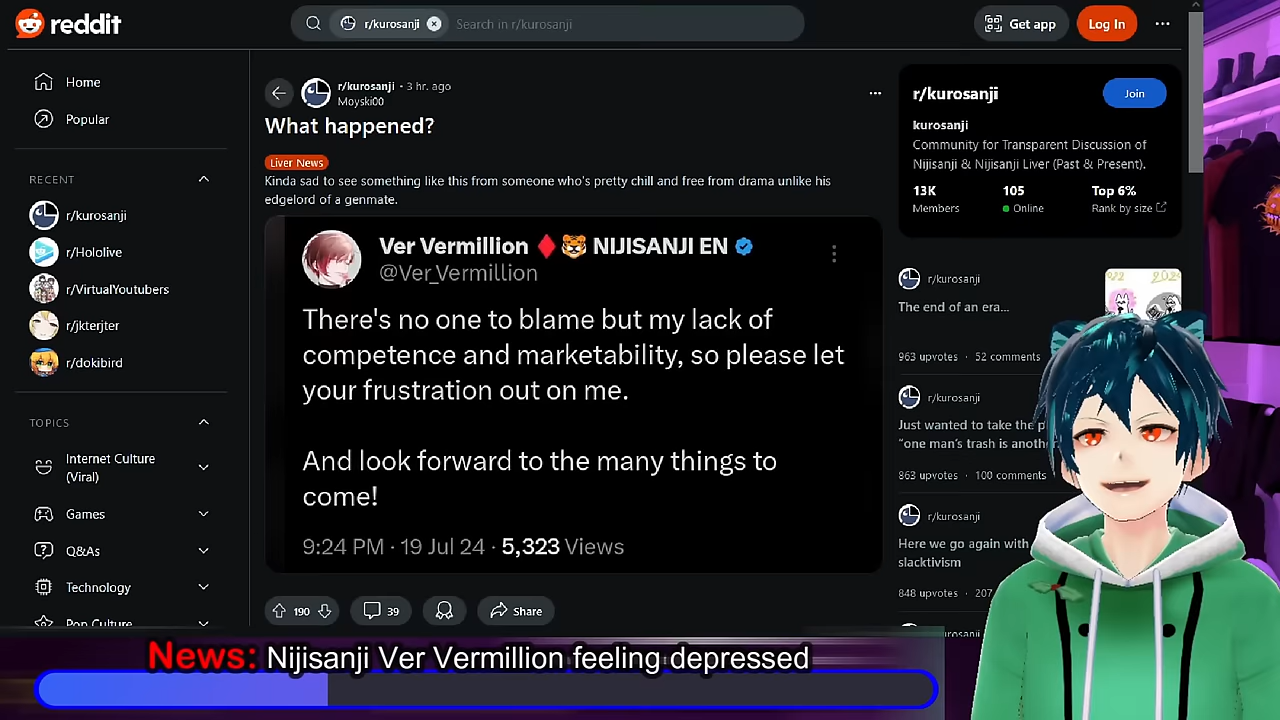 reddit
r/kurosanji
Search in r/kurosanji
Get app
Log In
Home
Popular
RECENT
r/kurosanji
r/Hololive
r/VirtualYoutubers
r/jkterjter
r/dokibird
TOPICS
Internet Culture
(Viral)
Games
Q&As
Technology
Pop Culture
r/kurosanji · 3 hr. ago
Moyski00
What happened?
Liver News
Kinda sad to see something like this from someone who's pretty chill and free from drama unlike his
edgelord of a genmate.
Ver Vermillion ♦️🐯 NIJISANJI EN
@Ver_Vermillion
There's no one to blame but my lack of
competence and marketability, so please let
your frustration out on me.
And look forward to the many things to
come!
9:24 PM · 19 Jul 24 · 5,323 Views
190
39
Share
r/kurosanji
Join
kurosanji
Community for Transparent Discussion of
Nijisanji & Nijisanji Liver (Past & Present).
13K
105
Top 6%
Members
Online
Rank by size
r/kurosanji
The end of an era...
963 upvotes · 52 comments
r/kurosanji
Just wanted to take the
"one man's trash is
863 upvotes · 100 comments
r/kurosanji
Here we go again with
slacktivism
848 upvotes · 207
News: Nijisanji Ver Vermillion feeling depressed